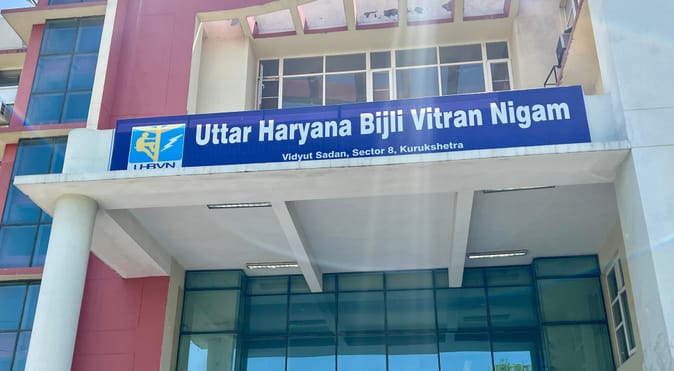 Uttar Haryana Bijli Vitran Nigam
Vidyut Sadan, Sector 8, Kurukshetra
UHBVN